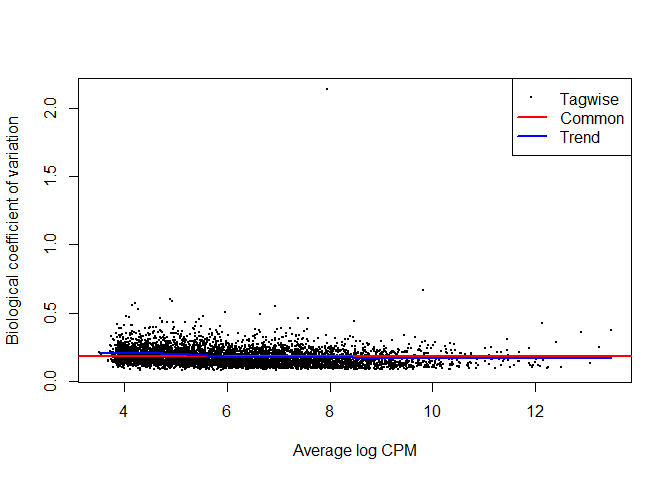 Tagwise
Common
Trend
Biological coefficient of variation
2.0
1.5
1.0
0.5
0.0
4 6 8 10 12
Average log CPM